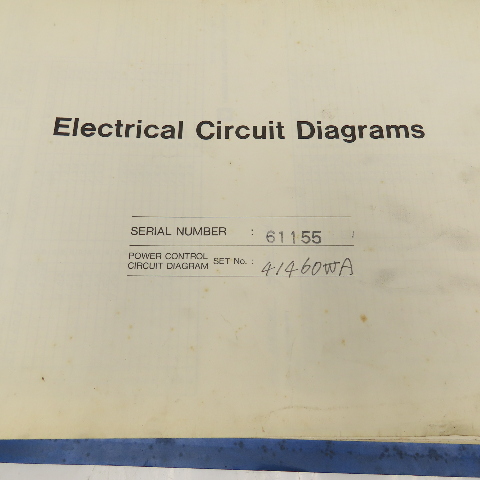 Electrical Circuit Diagrams
SERIAL NUMBER : 61155
POWER CONTROL
CIRCUIT DIAGRAM SET No. : 41460WA